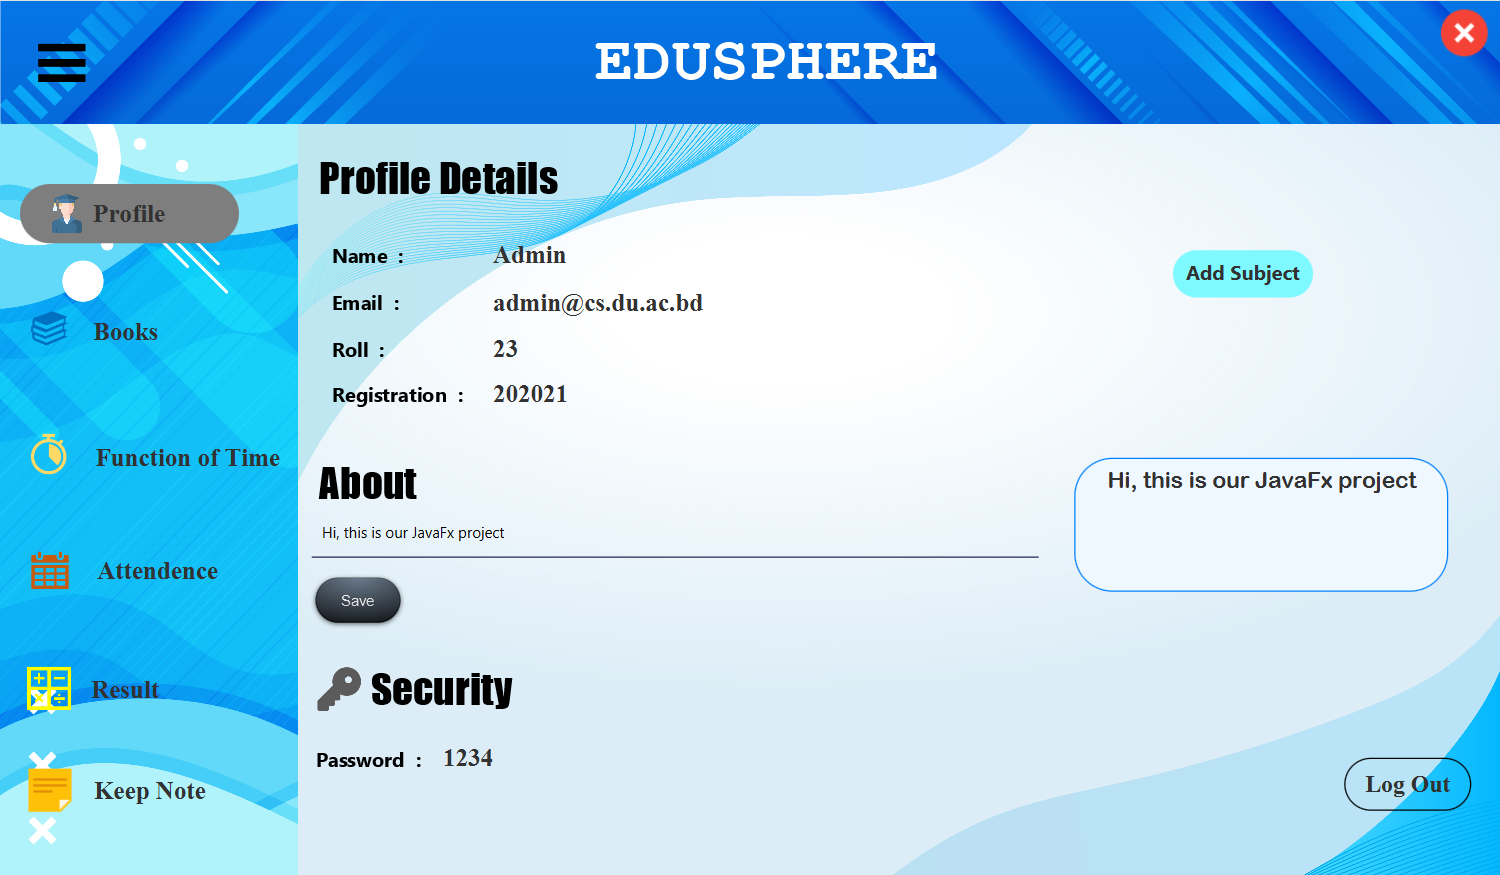 EDUSPHERE
Profile
Books
Function of Time
Attendence
Result
Keep Note
Profile Details
Name : Admin
Email : admin@cs.du.ac.bd
Roll : 23
Registration : 202021
Add Subject
About
Hi, this is our JavaFx project
Save
Hi, this is our JavaFx project
Security
Password : 1234
Log Out